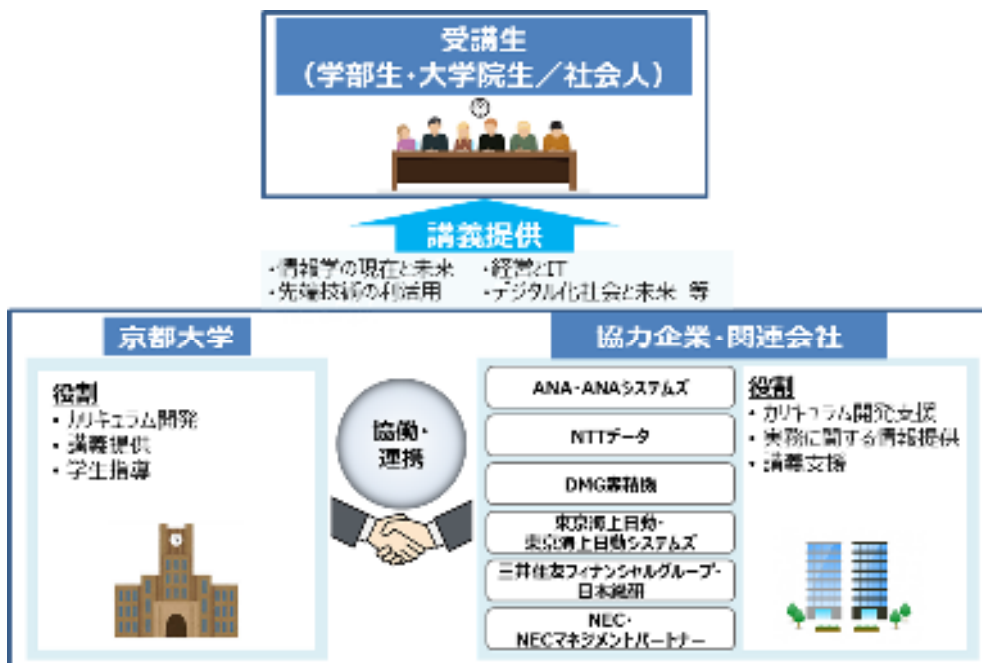 受講生
（学部生・大学院生／社会人）
講義提供
・情報学の現在と未来 ・経営とIT
・先端技術の利活用 ・デジタル化社会と未来 等
京都大学
協力企業・関連会社
役割
・カリキュラム開発
・講義提供
・学生指導
協働・
連携
ANA・ANAシステムズ
NTTデータ
DMG森精機
東京海上日動・
東京海上日動システムズ
三井住友フィナンシャルグループ・
日本総研
NEC・
NECマネジメントパートナー
役割
・カリキュラム開発支援
・実務に関する情報提供
・講義支援